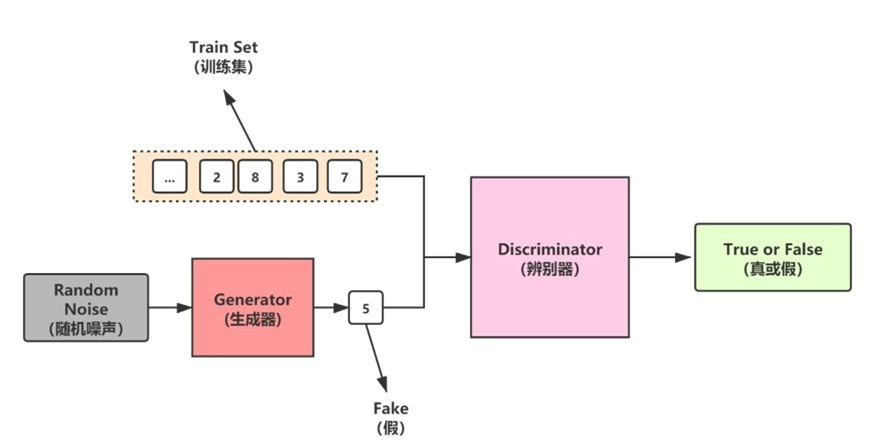 Train Set
(训练集)
...
2
8
3
7
Discriminator
(辨别器)
True or False
(真或假)
Random
Noise
(随机噪声)
Generator
(生成器)
5
Fake
(假)